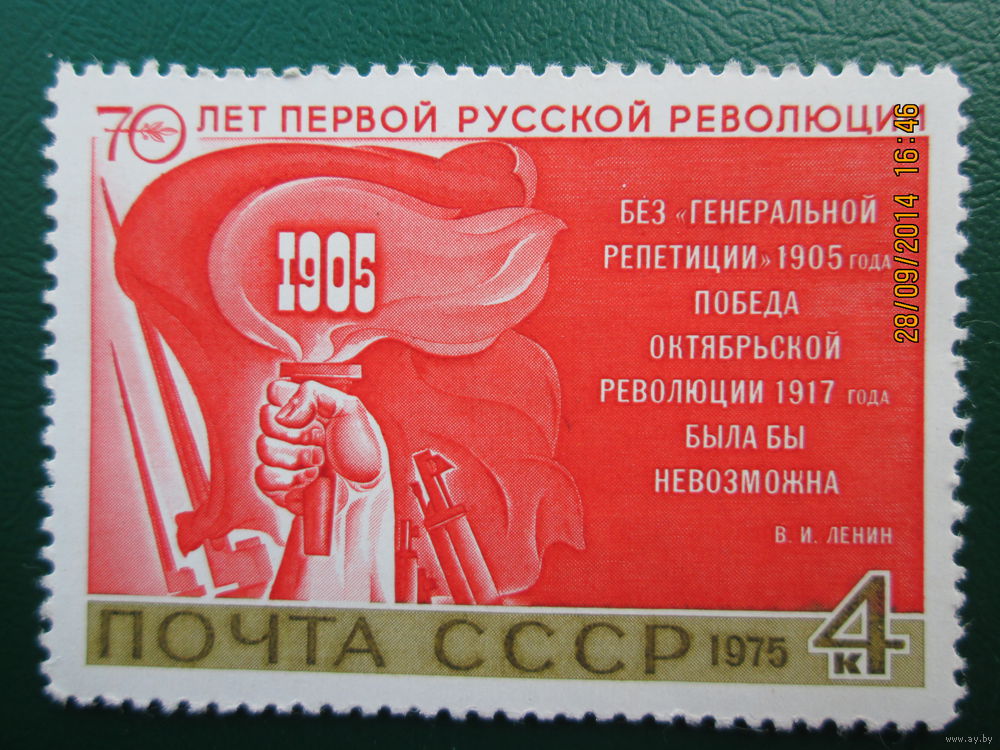 70 ЛЕТ ПЕРВОЙ РУССКОЙ РЕВОЛЮЦИИ
1905
БЕЗ «ГЕНЕРАЛЬНОЙ
РЕПЕТИЦИИ» 1905 ГОДА
ПОБЕДА
ОКТЯБРЬСКОЙ
РЕВОЛЮЦИИ 1917 ГОДА
БЫЛА БЫ
НЕВОЗМОЖНА
В. И. ЛЕНИН
ПОЧТА СССР 1975 4 К
28/09/2014 16:46
www.ay.by